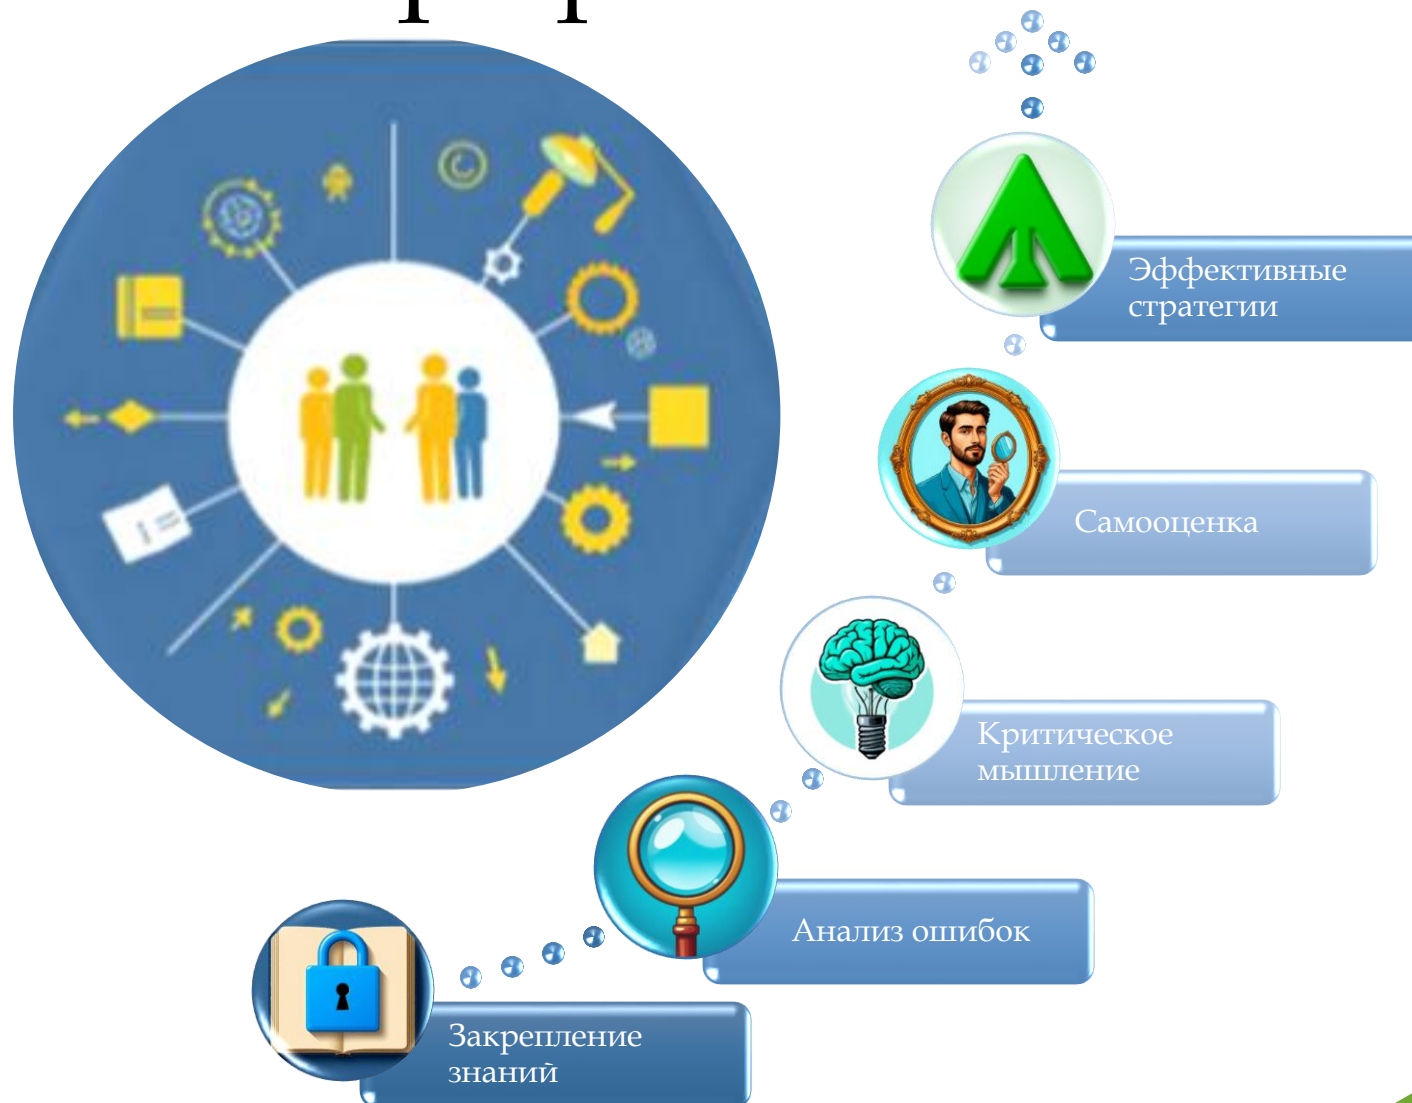 Эффективные
стратегии
Самооценка
Критическое
мышление
Анализ ошибок
Закрепление
знаний